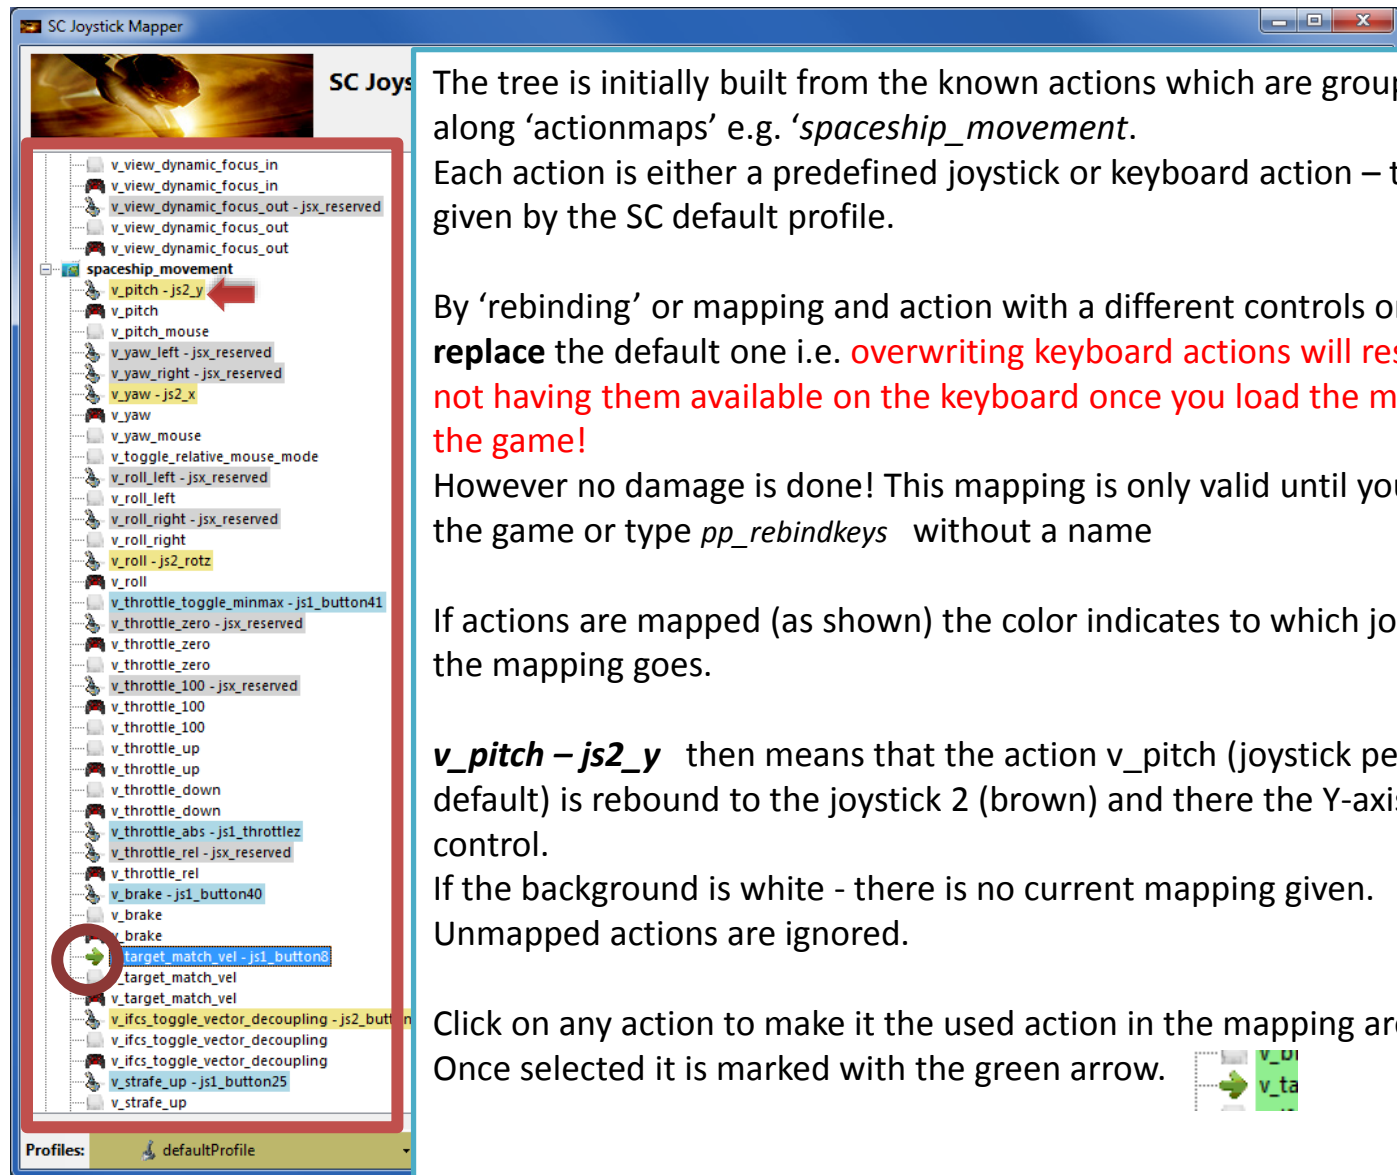 SC Joystick Mapper
SC Joys
v_view_dynamic_focus_in
v_view_dynamic_focus_in
v_view_dynamic_focus_out - jsx_reserved
v_view_dynamic_focus_out
v_view_dynamic_focus_out
spaceship_movement
v_pitch - js2_y
v_pitch
v_pitch_mouse
v_yaw_left - jsx_reserved
v_yaw_right - jsx_reserved
v_yaw - js2_x
v_yaw
v_yaw_mouse
v_toggle_relative_mouse_mode
v_roll_left - jsx_reserved
v_roll_left
v_roll_right - jsx_reserved
v_roll_right
v_roll - js2_rotz
v_roll
v_throttle_toggle_minmax - js1_button41
v_throttle_zero - jsx_reserved
v_throttle_zero
v_throttle_zero
v_throttle_100 - jsx_reserved
v_throttle_100
v_throttle_100
v_throttle_up
v_throttle_up
v_throttle_down
v_throttle_down
v_throttle_abs - js1_throttlez
v_throttle_rel - jsx_reserved
v_throttle_rel
v_brake - js1_button40
v_brake
v_brake
_target_match_vel - js1_button8
_target_match_vel
v_target_match_vel
v_ifcs_toggle_vector_decoupling - js2_button
v_ifcs_toggle_vector_decoupling
v_ifcs_toggle_vector_decoupling
v_strafe_up - js1_button25
v_strafe_up
Profiles: defaultProfile
The tree is initially built from the known actions which are group
along ‘actionmaps’ e.g. ‘spaceship_movement.
Each action is either a predefined joystick or keyboard action – t
given by the SC default profile.
By ‘rebinding’ or mapping and action with a different controls or
replace the default one i.e. overwriting keyboard actions will res
not having them available on the keyboard once you load the m
the game!
However no damage is done! This mapping is only valid until you
the game or type pp_rebindkeys without a name
If actions are mapped (as shown) the color indicates to which jo
the mapping goes.
v_pitch – js2_y then means that the action v_pitch (joystick pe
default) is rebound to the joystick 2 (brown) and there the Y-axis
control.
If the background is white - there is no current mapping given.
Unmapped actions are ignored.
Click on any action to make it the used action in the mapping are
Once selected it is marked with the green arrow.
v_ta